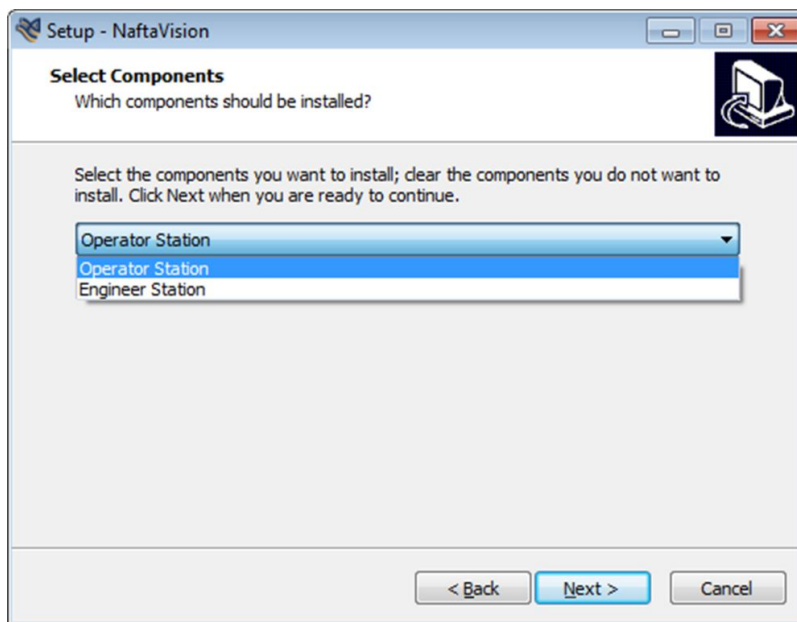 Setup - NaftaVision
Select Components
Which components should be installed?
Select the components you want to install; clear the components you do not want to
install. Click Next when you are ready to continue.
Operator Station
Operator Station
Engineer Station
< Back
Next >
Cancel